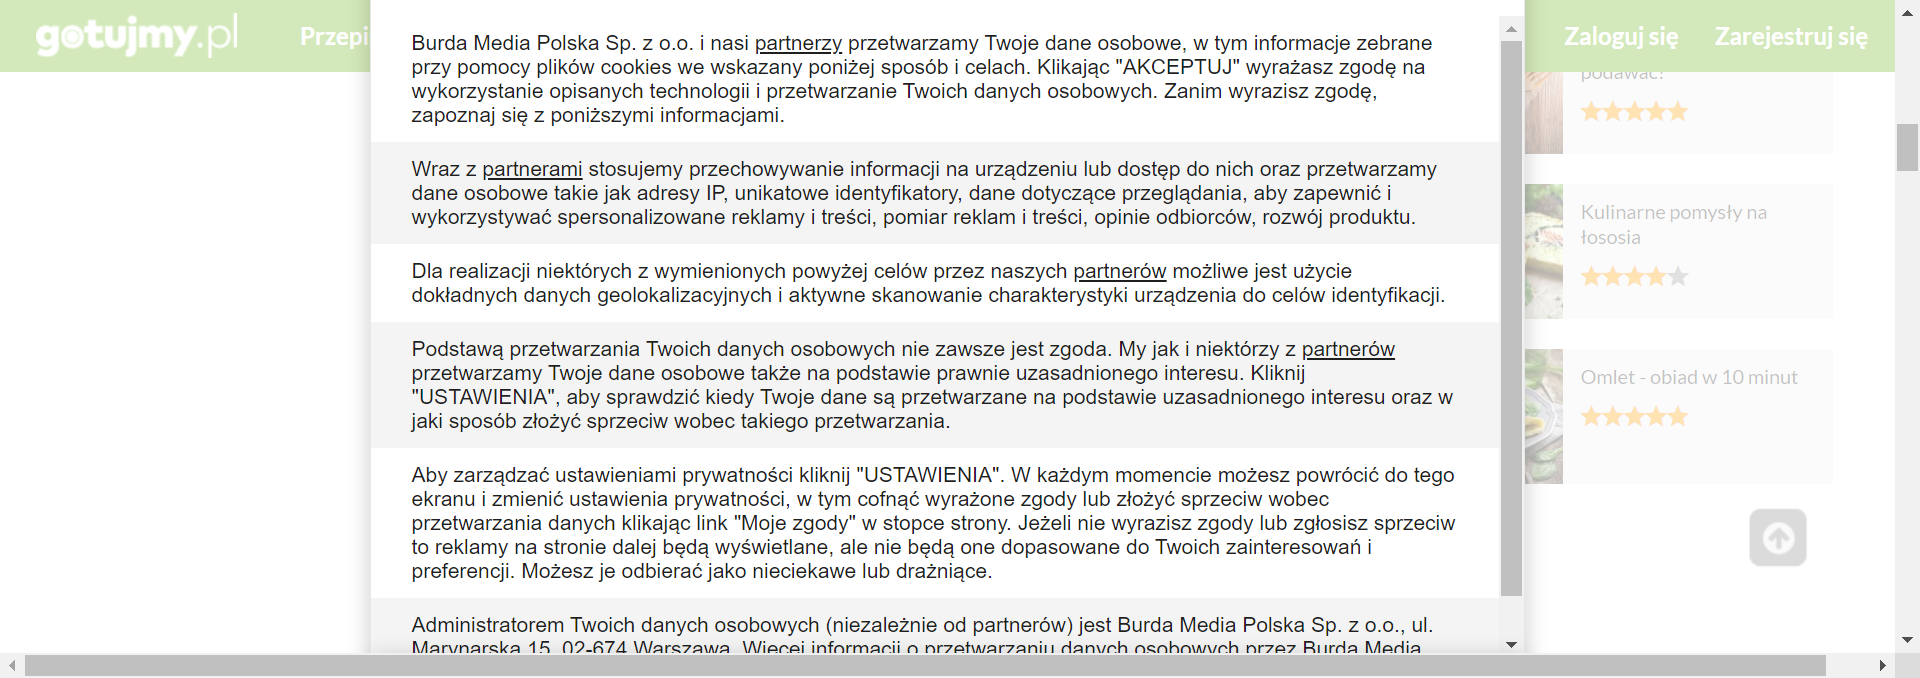 gotujmy.pl
Przepi
Zaloguj się
Zarejestruj się
Burda Media Polska Sp. z o.o. i nasi partnerzy przetwarzamy Twoje dane osobowe, w tym informacje zebrane
przy pomocy plików cookies we wskazany poniżej sposób i celach. Klikając "AKCEPTUJ" wyrażasz zgodę na
wykorzystanie opisanych technologii i przetwarzanie Twoich danych osobowych. Zanim wyrazisz zgodę,
zapoznaj się z poniższymi informacjami.
Wraz z partnerami stosujemy przechowywanie informacji na urządzeniu lub dostęp do nich oraz przetwarzamy
dane osobowe takie jak adresy IP, unikatowe identyfikatory, dane dotyczące przeglądania, aby zapewnić i
wykorzystywać spersonalizowane reklamy i treści, pomiar reklam i treści, opinie odbiorców, rozwój produktu.
Dla realizacji niektórych z wymienionych powyżej celów przez naszych partnerów możliwe jest użycie
dokładnych danych geolokalizacyjnych i aktywne skanowanie charakterystyki urządzenia do celów identyfikacji.
Podstawą przetwarzania Twoich danych osobowych nie zawsze jest zgoda. My jak i niektórzy z partnerów
przetwarzamy Twoje dane osobowe także na podstawie prawnie uzasadnionego interesu. Kliknij
"USTAWIENIA", aby sprawdzić kiedy Twoje dane są przetwarzane na podstawie uzasadnionego interesu oraz w
jaki sposób złożyć sprzeciw wobec takiego przetwarzania.
Aby zarządzać ustawieniami prywatności kliknij "USTAWIENIA". W każdym momencie możesz powrócić do tego
ekranu i zmienić ustawienia prywatności, w tym cofnąć wyrażone zgody lub złożyć sprzeciw wobec
przetwarzania danych klikając link "Moje zgody" w stopce strony. Jeżeli nie wyrazisz zgody lub zgłosisz sprzeciw
to reklamy na stronie dalej będą wyświetlane, ale nie będą one dopasowane do Twoich zainteresowań i
preferencji. Możesz je odbierać jako nieciekawe lub drażniące.
Administratorem Twoich danych osobowych (niezależnie od partnerów) jest Burda Media Polska Sp. z o.o., ul.
Marynarska 15, 02-674 Warszawa. Więcej informacji o przetwarzaniu danych osobowych przez Burda Media
podawać?
Kulinarne pomysły na
łososia
Omlet - obiad w 10 minut